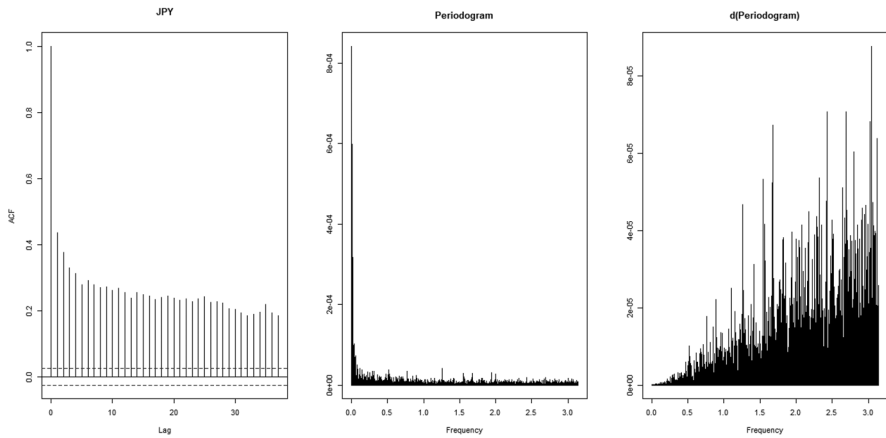 JPY
ACF
1.0
0.8
0.6
0.4
0.2
0.0
0 10 20 30
Lag
Periodogram
8e-04
6e-04
4e-04
2e-04
0e+00
0.0 0.5 1.0 1.5 2.0 2.5 3.0
Frequency
d(Periodogram)
8e-05
6e-05
4e-05
2e-05
0e+00
0.0 0.5 1.0 1.5 2.0 2.5 3.0
Frequency